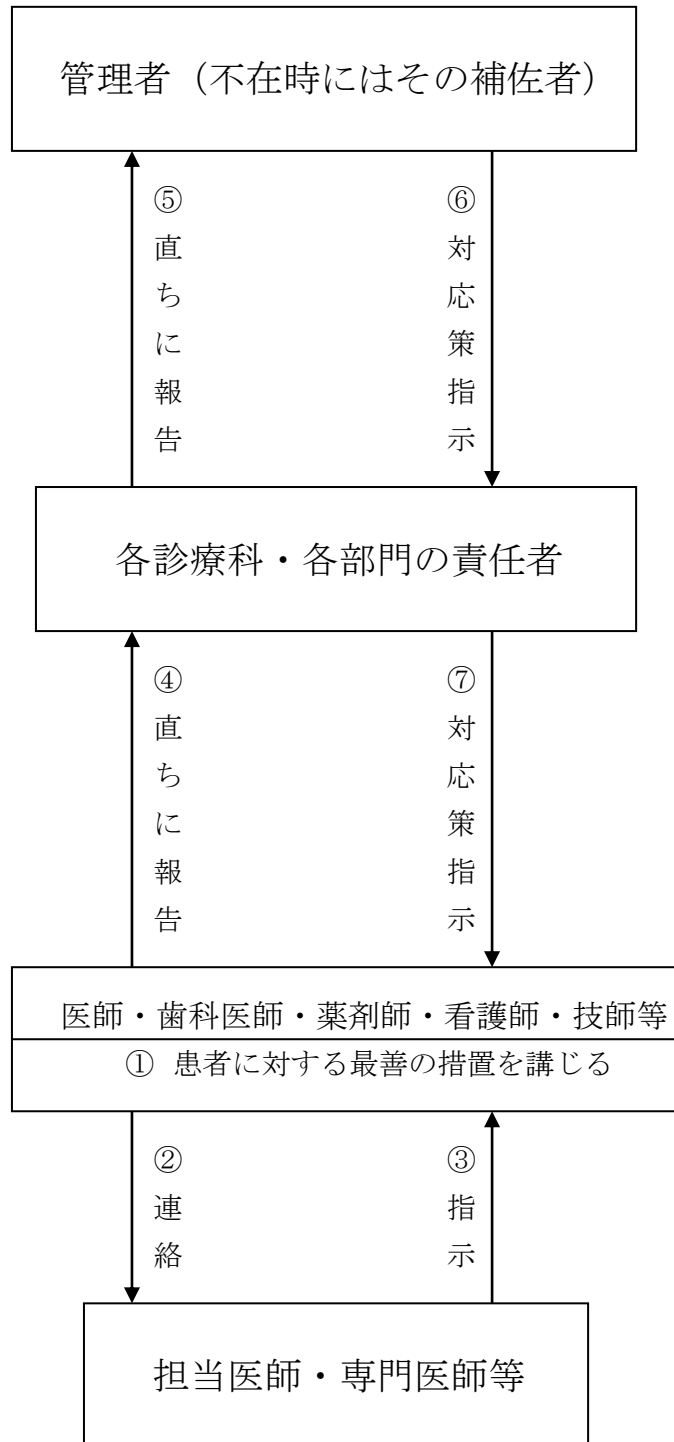 管理者（不在時にはその補佐者）
⑤直ちに報告
⑥対応策指示
各診療科・各部門の責任者
④直ちに報告
⑦対応策指示
医師・歯科医師・薬剤師・看護師・技師等
① 患者に対する最善の措置を講じる
②連絡
③指示
担当医師・専門医師等